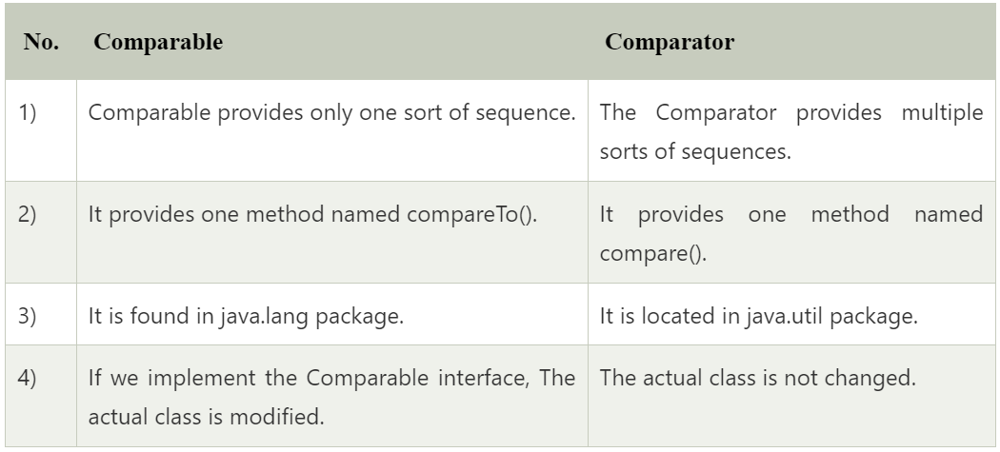 No. Comparable Comparator
1) Comparable provides only one sort of sequence. The Comparator provides multiple
sorts of sequences.
2) It provides one method named compareTo(). It provides one method named
compare().
3) It is found in java.lang package. It is located in java.util package.
4) If we implement the Comparable interface, The actual class is not changed.
actual class is modified.